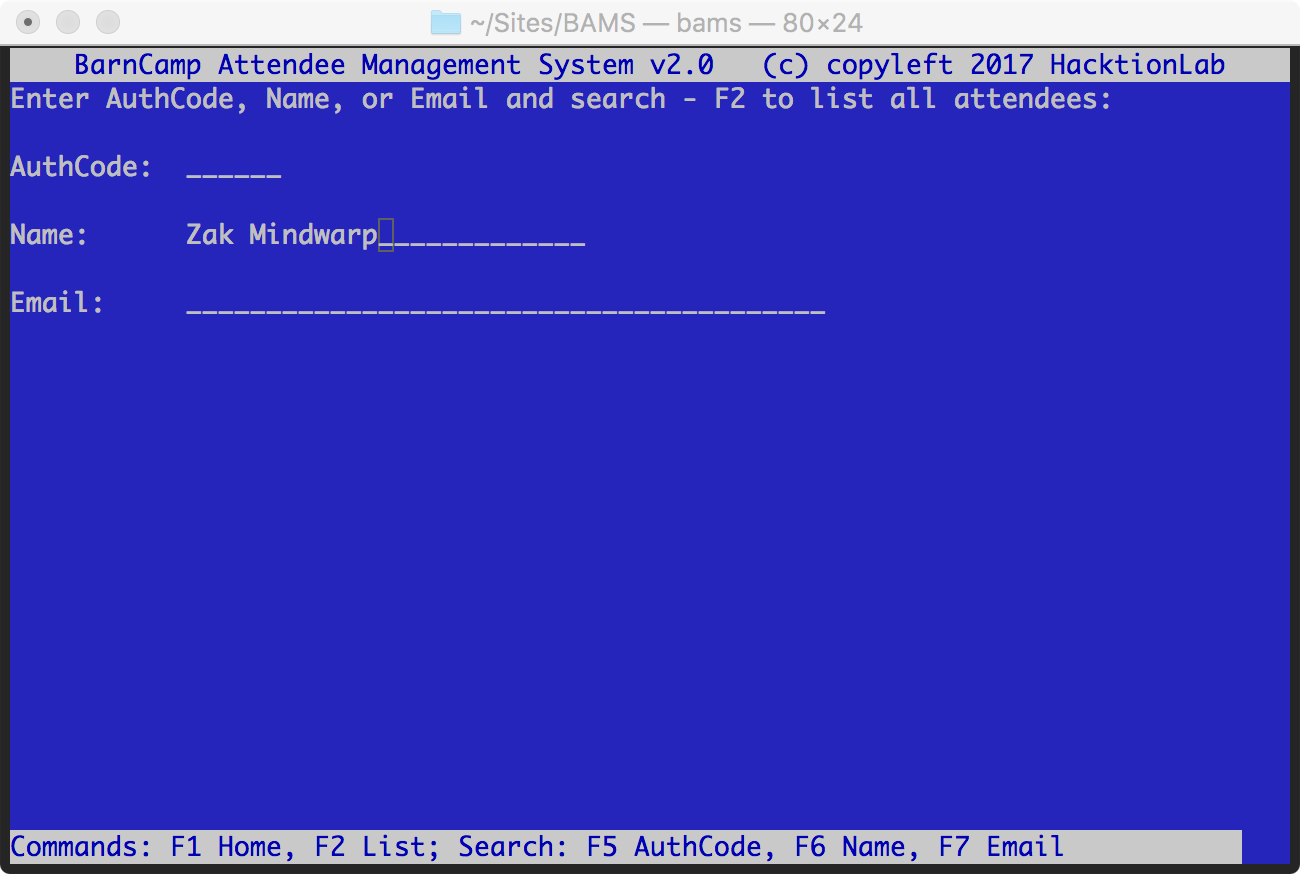 ~/Sites/BAMS — bams — 80×24
BarnCamp Attendee Management System v2.0 (c) copyleft 2017 HacktionLab
Enter AuthCode, Name, or Email and search - F2 to list all attendees:
AuthCode: ______
Name: Zak Mindwarp_____________
Email: ________________________________________
Commands: F1 Home, F2 List; Search: F5 AuthCode, F6 Name, F7 Email